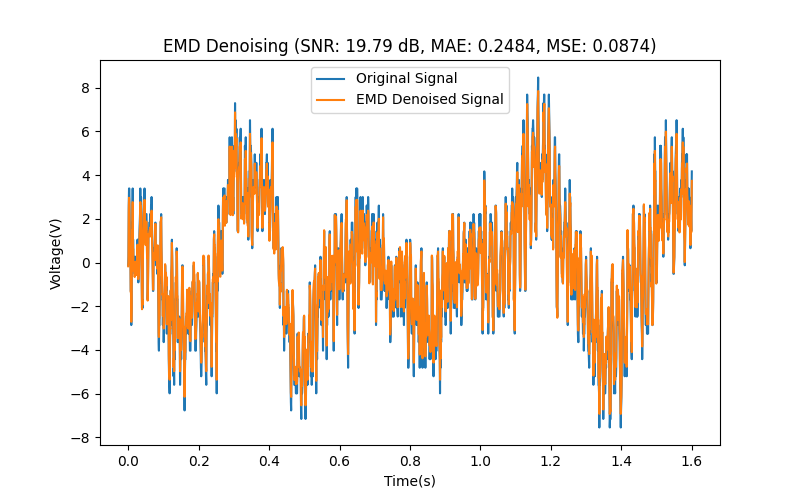 EMD Denoising (SNR: 19.79 dB, MAE: 0.2484, MSE: 0.0874)
Original Signal
EMD Denoised Signal
8
6
4
2
0
−2
−4
−6
−8
Voltage(V)
0.0 0.2 0.4 0.6 0.8 1.0 1.2 1.4 1.6
Time(s)